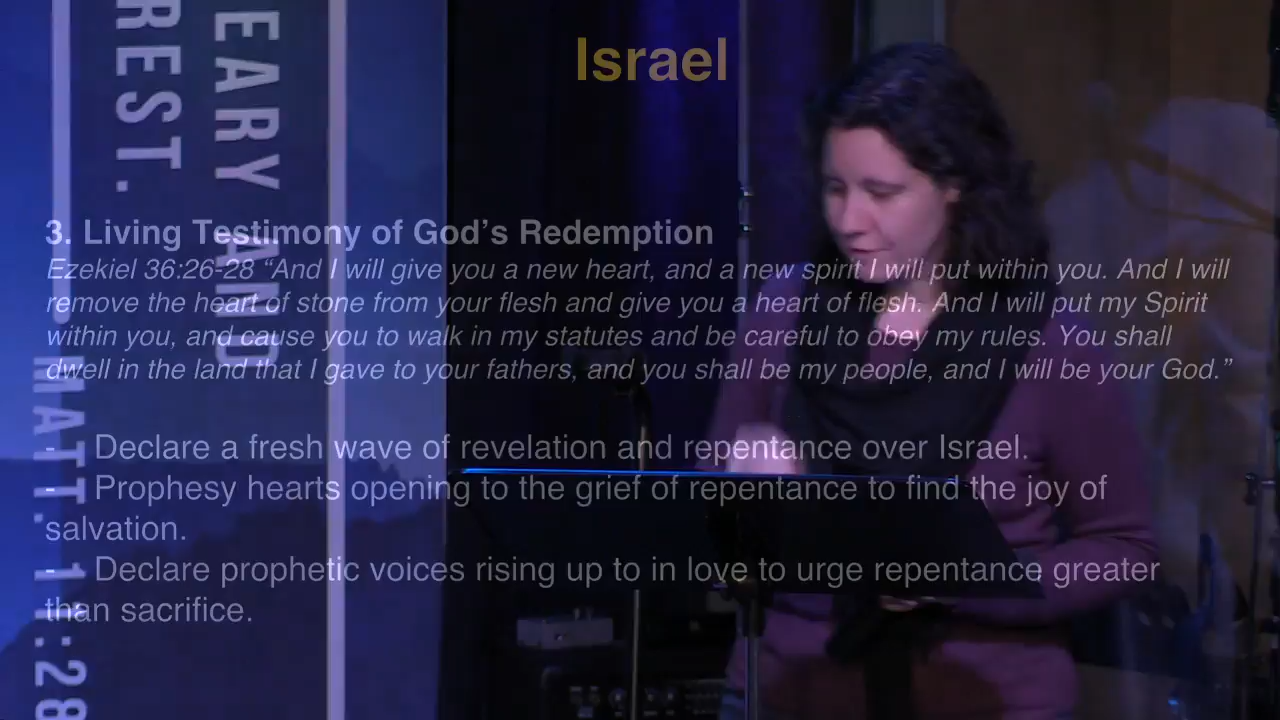 Israel
3. Living Testimony of God's Redemption
Ezekiel 36:26-28 “And I will give you a new heart, and a new spirit I will put within you. And I will
remove the heart of stone from your flesh and give you a heart of flesh. And I will put my Spirit
within you, and cause you to walk in my statutes and be careful to obey my rules. You shall
dwell in the land that I gave to your fathers, and you shall be my people, and I will be your God.”
- Declare a fresh wave of revelation and repentance over Israel.
- Prophesy hearts opening to the grief of repentance to find the joy of
salvation.
- Declare prophetic voices rising up to in love to urge repentance greater
than sacrifice.
EARY AND
REST.
MATT. 11:28